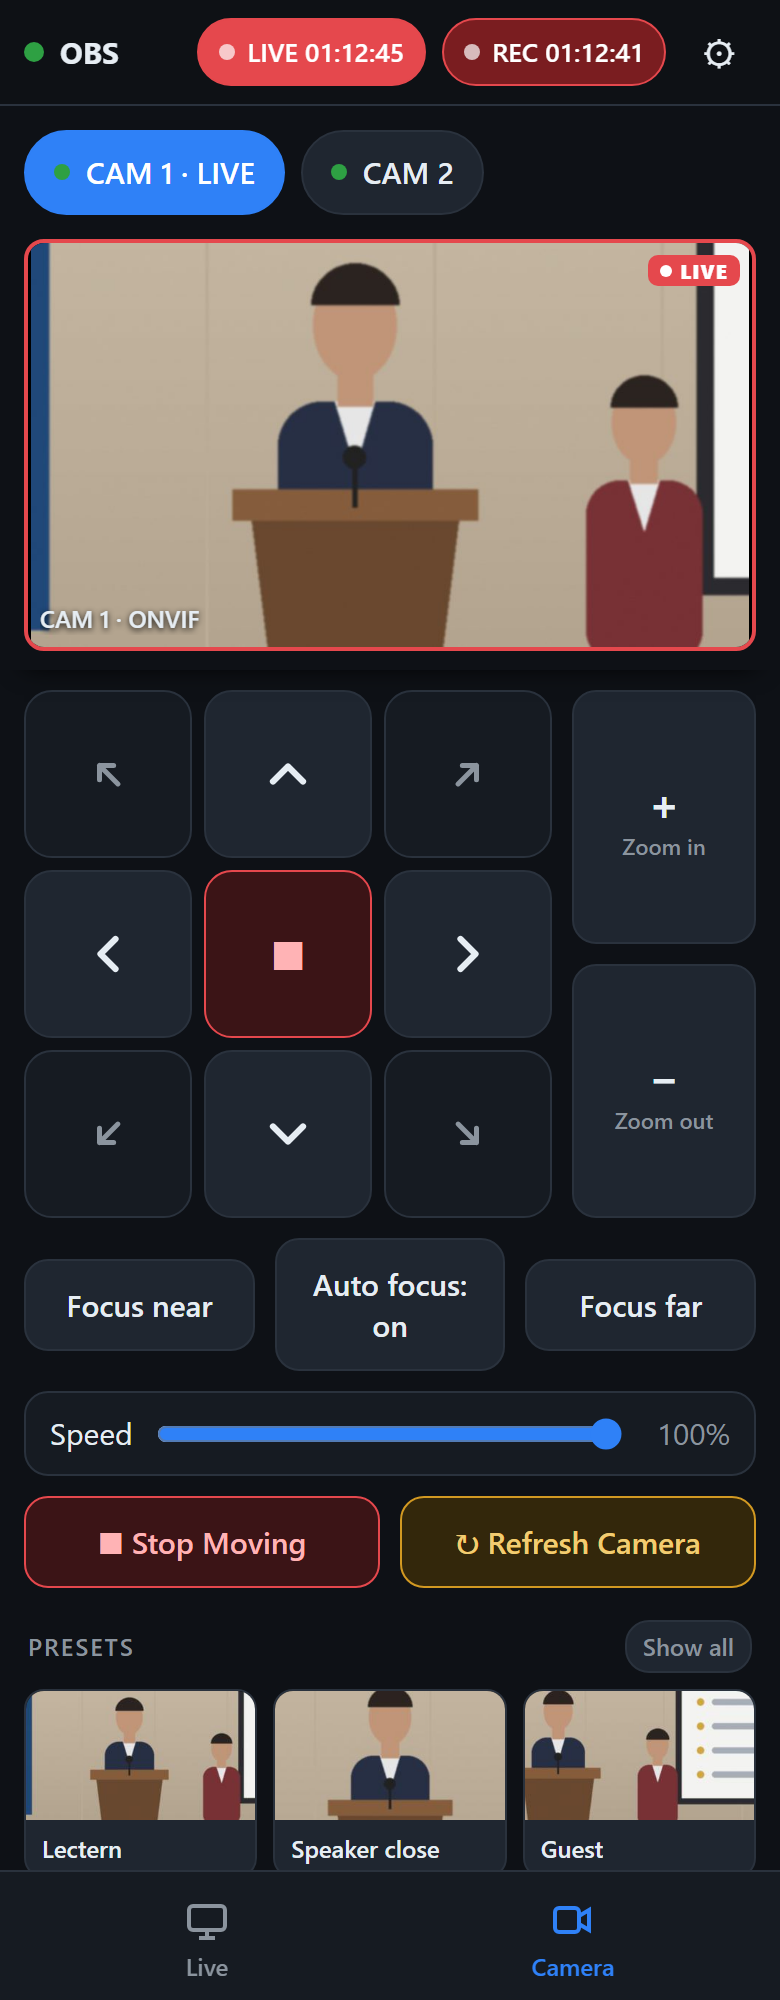 OBS
LIVE 01:12:45
REC 01:12:41
CAM 1 · LIVE
CAM 2
LIVE
CAM 1 · ONVIF
+
Zoom in
−
Zoom out
Focus near
Auto focus:
on
Focus far
Speed
100%
Stop Moving
↻ Refresh Camera
PRESETS
Show all
Lectern
Speaker close
Guest
Live
Camera